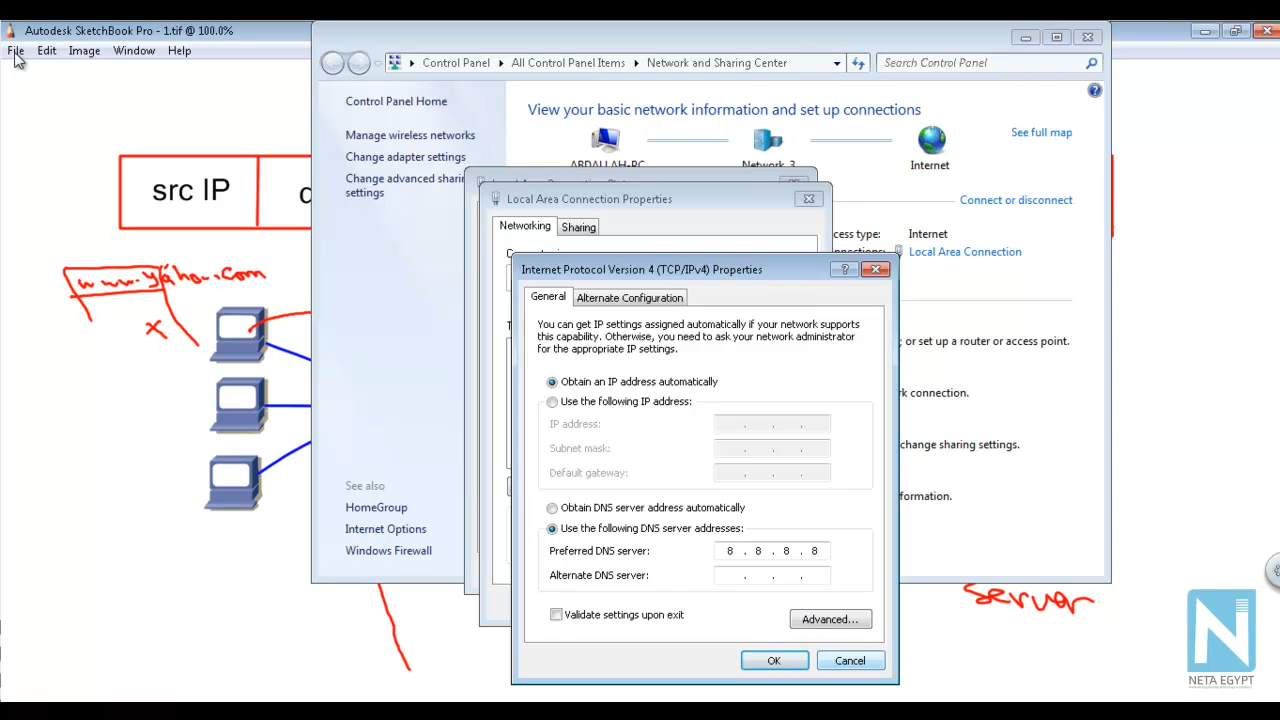 Autodesk SketchBook Pro - 1.tif @ 100.0%
File Edit Image Window Help
Control Panel All Control Panel Items Network and Sharing Center
Search Control Panel
Control Panel Home
Manage wireless networks
Change adapter settings
Change advanced sharin
settings
See also
HomeGroup
Internet Options
Windows Firewall
View your basic network information and set up connections
See full map
ABDALLAH-PC Network 3 Internet
Connect or disconnect
ccess type: Internet
Local Area Connection
; or set up a router or access point.
connection.
change sharing settings.
formation.
src IP
www.yahoo.com
x
Local Area Connection Properties
Networking Sharing
Internet Protocol Version 4 (TCP/IPv4) Properties
General Alternate Configuration
You can get IP settings assigned automatically if your network supports
this capability. Otherwise, you need to ask your network administrator
for the appropriate IP settings.
Obtain an IP address automatically
Use the following IP address:
IP address: . . .
Subnet mask: . . .
Default gateway: . . .
Obtain DNS server address automatically
Use the following DNS server addresses:
Preferred DNS server: 8 . 8 . 8 . 8
Alternate DNS server: . . .
Validate settings upon exit
Advanced...
OK Cancel
Server
NETA EGYPT